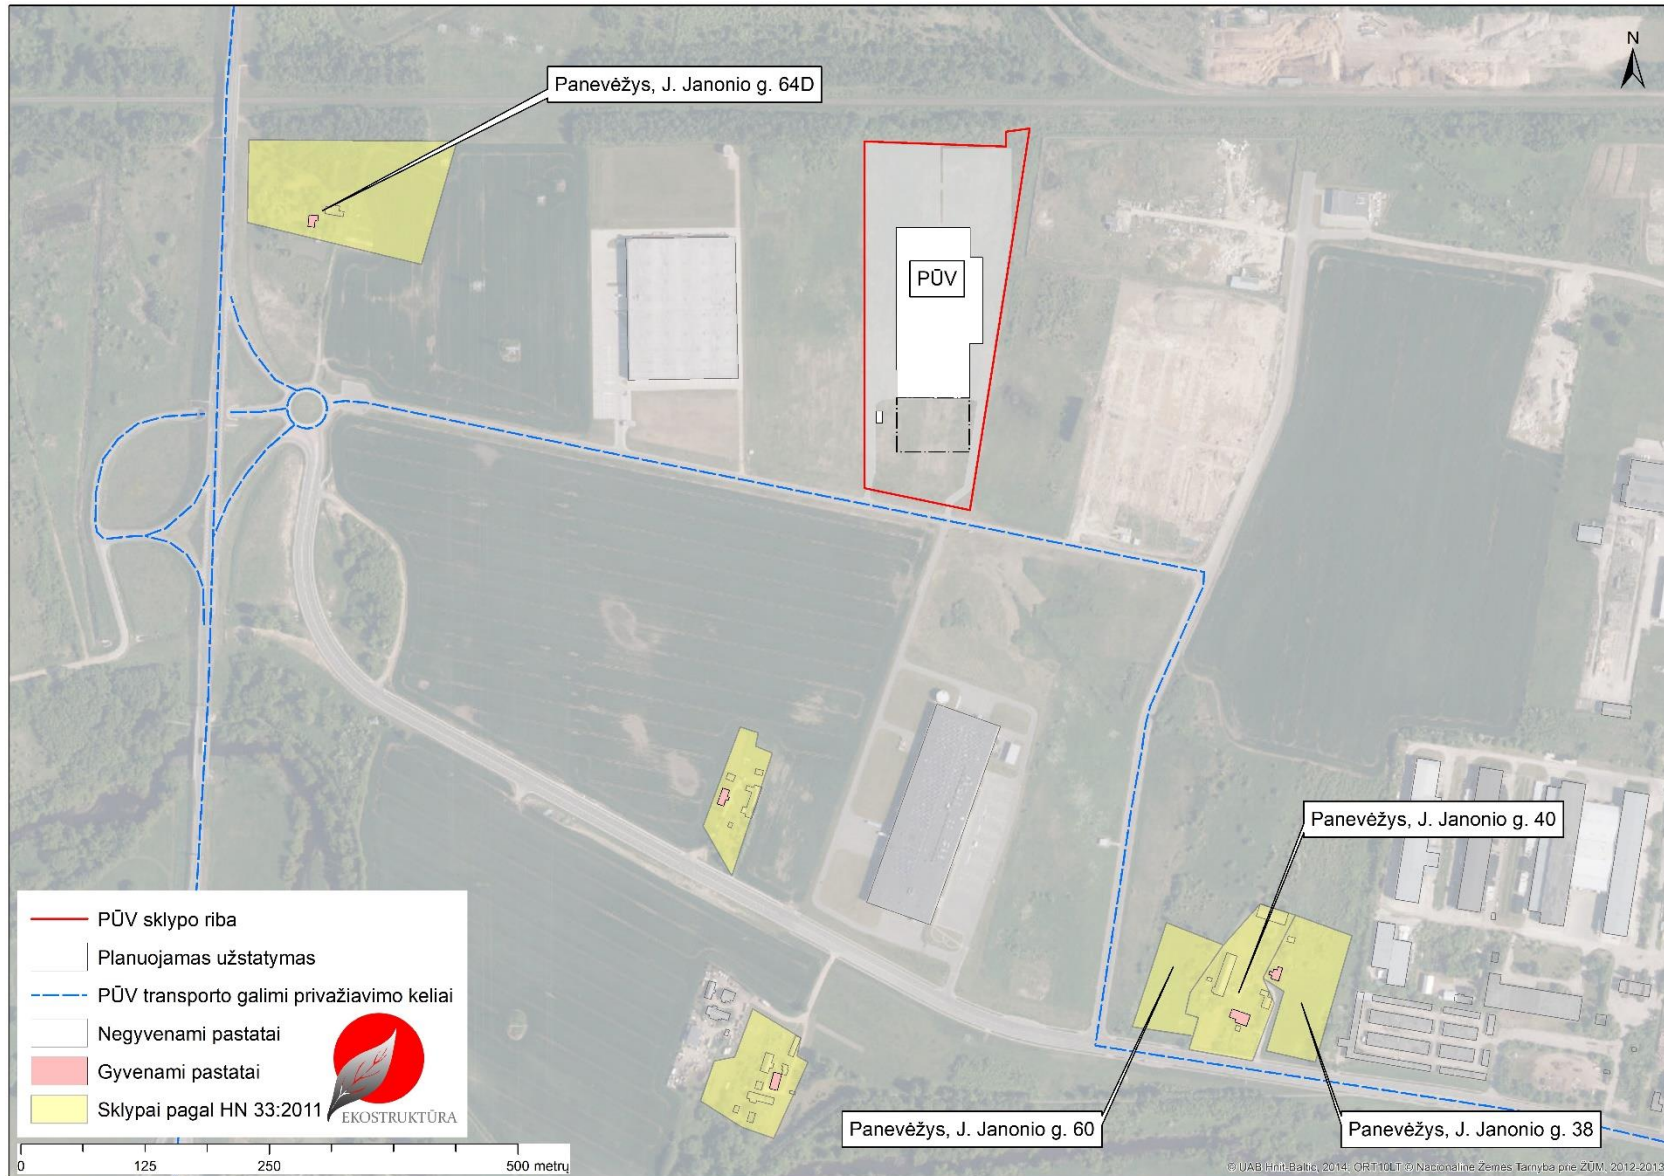 N
Panevėžys, J. Janonio g. 64D
PŪV
Panevėžys, J. Janonio g. 40
Panevėžys, J. Janonio g. 60
Panevėžys, J. Janonio g. 38
PŪV sklypo riba
Planuojamas užstatymas
PŪV transporto galimi privažiavimo keliai
Negyvenami pastatai
Gyvenami pastatai
Sklypai pagal HN 33:2011
EKOSTRUKTŪRA
0 125 250 500 metrų
© UAB Hnit-Baltic, 2014; ORT10LT © Nacionalinė Žemės Tarnyba prie ŽŪM, 2012-2013